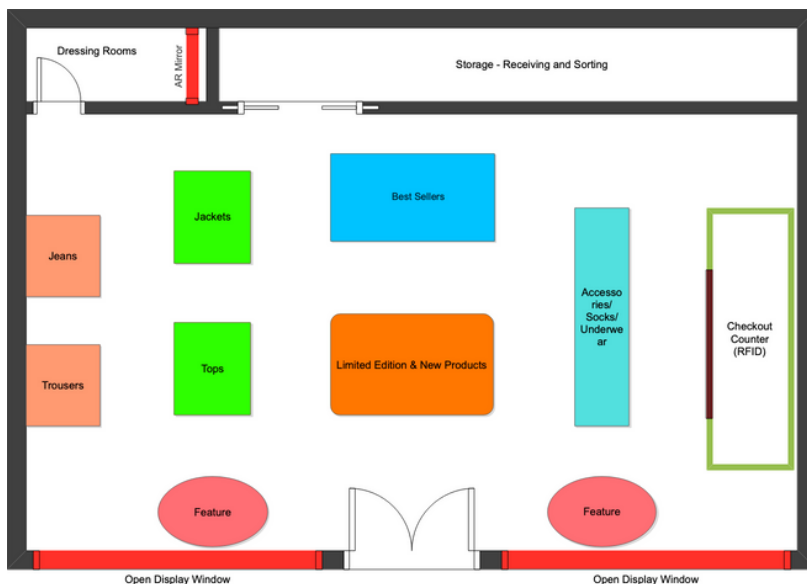 Dressing Rooms
AR Mirror
Storage - Receiving and Sorting
Best Sellers
Jackets
Jeans
Accesso
ries/
Socks/
Underwe
ar
Checkout
Counter
(RFID)
Limited Edition & New Products
Tops
Trousers
Feature
Feature
Open Display Window
Open Display Window